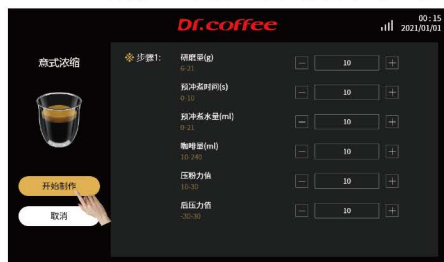 Dr.coffee
00:15
2021/01/01
意式浓缩
步骤1:
研磨量(g)
6-21
10
预冲煮时间(s)
0-10
10
预冲煮水量(ml)
0-21
10
咖啡量(ml)
10-240
10
压粉力值
10-30
10
后压力值
-30-30
10
开始制作
取消